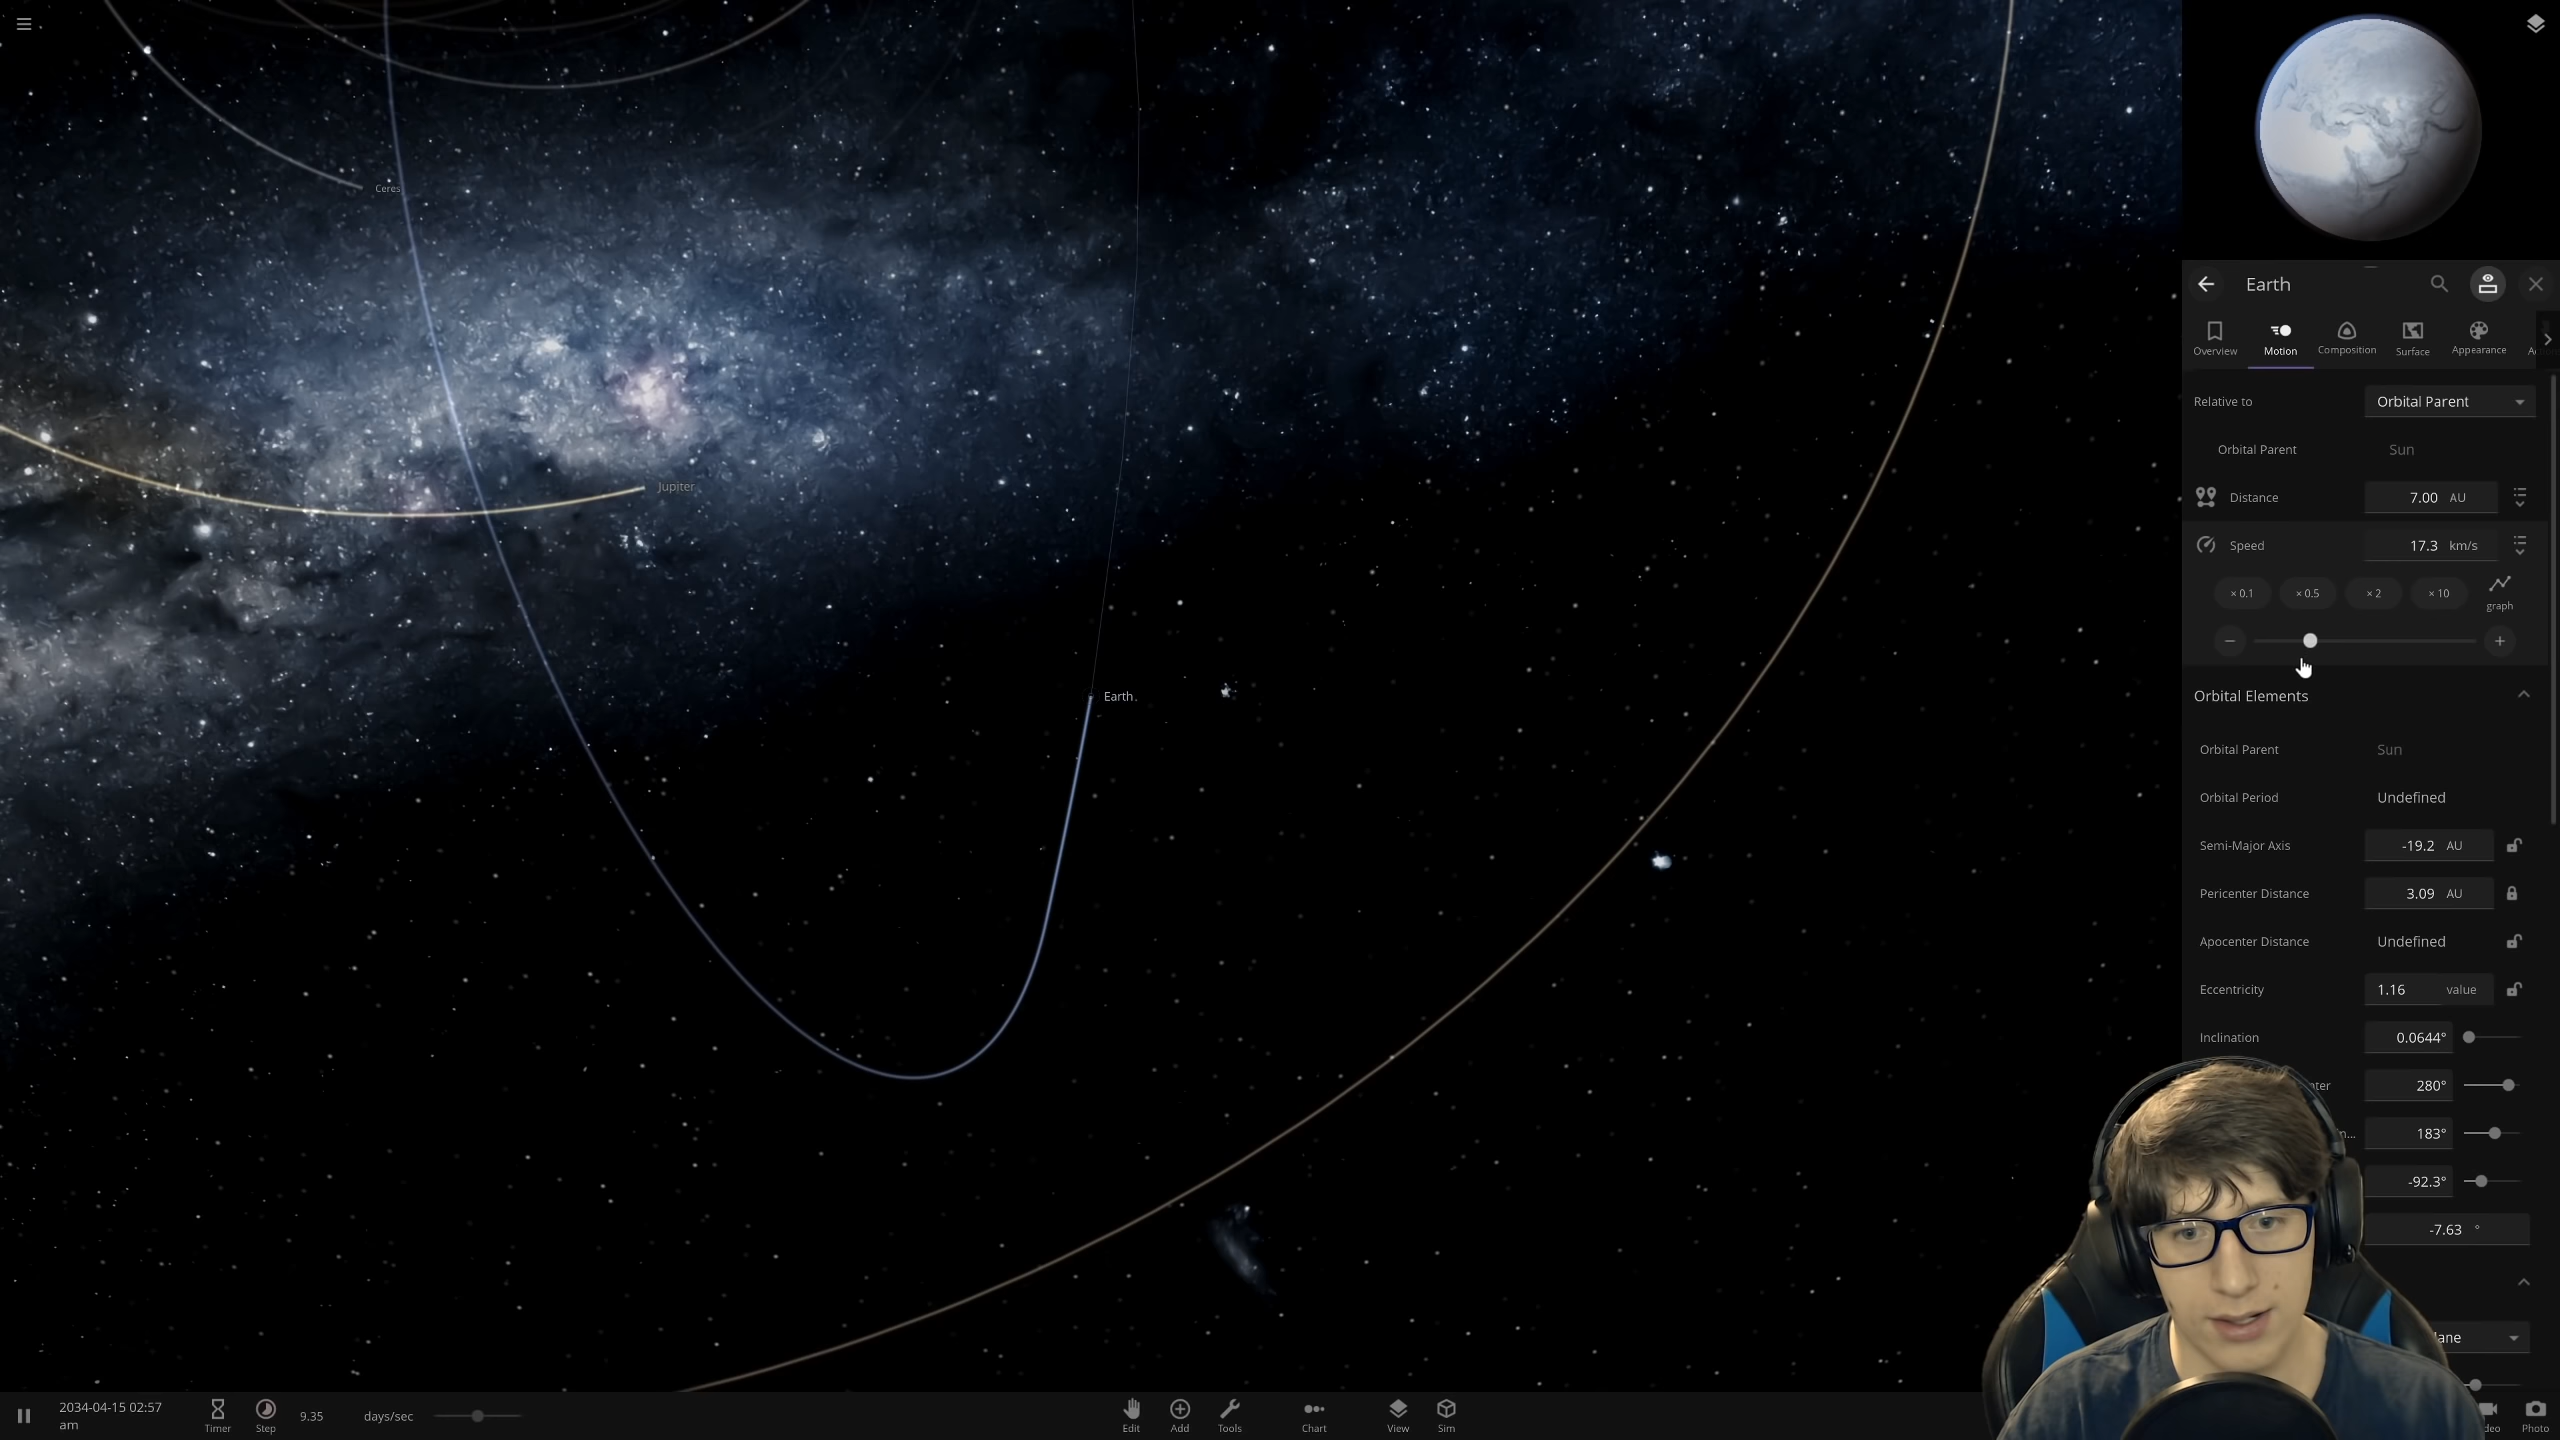 Ceres
Jupiter
Earth
Earth
Overview
Motion
Composition
Surface
Appearance
Relative to
Orbital Parent
Orbital Parent
Sun
Distance
7.00 AU
Speed
17.3 km/s
× 0.1
× 0.5
× 2
× 10
graph
Orbital Elements
Orbital Parent
Sun
Orbital Period
Undefined
Semi-Major Axis
-19.2 AU
Pericenter Distance
3.09 AU
Apocenter Distance
Undefined
Eccentricity
1.16 value
Inclination
0.0644°
280°
183°
-92.3°
-7.63 °
2034-04-15 02:57
am
Timer
Step
9.35
days/sec
Edit
Add
Tools
Chart
View
Sim
Photo